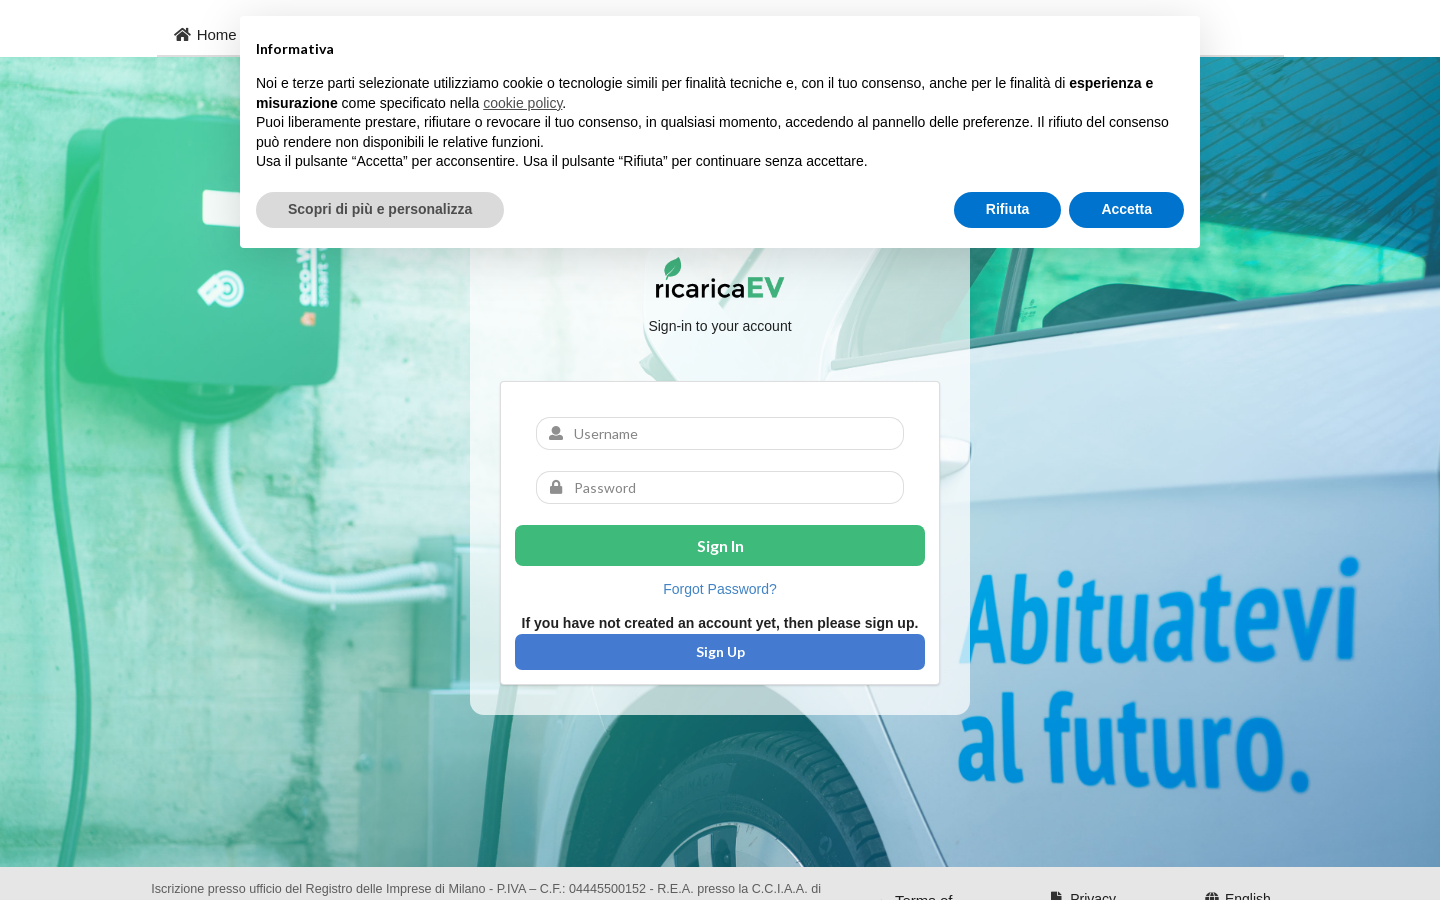 Home
Informativa
Noi e terze parti selezionate utilizziamo cookie o tecnologie simili per finalità tecniche e, con il tuo consenso, anche per le finalità di esperienza e
misurazione come specificato nella cookie policy.
Puoi liberamente prestare, rifiutare o revocare il tuo consenso, in qualsiasi momento, accedendo al pannello delle preferenze. Il rifiuto del consenso
può rendere non disponibili le relative funzioni.
Usa il pulsante “Accetta” per acconsentire. Usa il pulsante “Rifiuta” per continuare senza accettare.
Scopri di più e personalizza
Rifiuta
Accetta
ricaricaEV
Sign-in to your account
Username
Password
Sign In
Forgot Password?
If you have not created an account yet, then please sign up.
Sign Up
Abituatevi
al futuro.
Iscrizione presso ufficio del Registro delle Imprese di Milano - P.IVA – C.F.: 04445500152 - R.E.A. presso la C.C.I.A.A. di
Terms of
Privacy
English